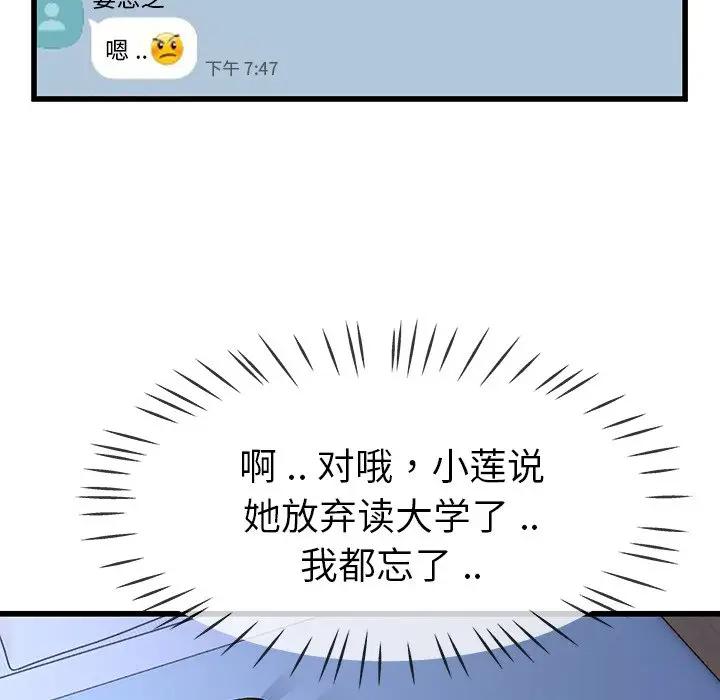 嗯 ..
下午 7:47
啊 .. 对哦，小莲说
她放弃读大学了 ..
我都忘了 ..